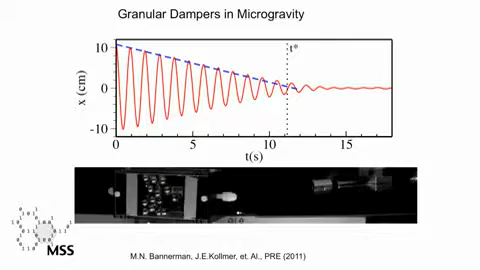 Granular Dampers in Microgravity
t*
10
0
-10
x (cm)
0
5
10
15
t(s)
MSS
M.N. Bannerman, J.E.Kollmer, et. Al., PRE (2011)